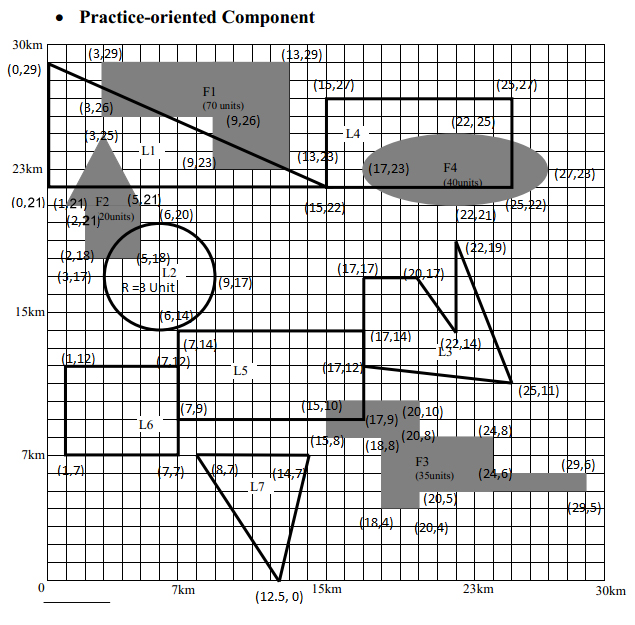 • Practice-oriented Component
30km
(3,29)
(13,29)
(0,29)
(15,27)
(25,27)
F1
(70 units)
(3,26)
(9,26)
(22, 25)
L4
(3,25)
L1
(9,23)
(13,23)
23km
(17,23)
F4
(40units)
(27,23)
(0,21)
(1,21)
F2
(5,21)
(15,22)
(25,22)
(2,21)
20units)
(6,20)
(22,21)
(22,19)
(2,18)
(5,18)
(3,17)
L2
(9,17)
(17,17)
(20,17)
R =3 Unit
(6,14)
15km
(7,14)
(17,14)
(22,14)
L3
(1,12)
(7,12)
L5
(17,12)
(25,11)
(7,9)
(15,10)
(17,9)
(20,10)
L6
(15,8)
(18,8)
(20,8)
(24,8)
7km
(1,7)
(7,7)
(8,7)
(14,7)
F3
(35units)
(24,6)
(29,6)
L7
(20,5)
(29,5)
(18,4)
(20,4)
0
7km
(12.5, 0)
15km
23km
30km